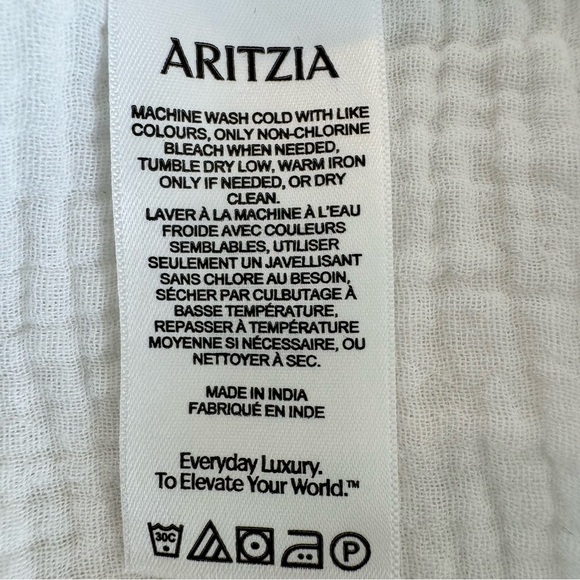 ARITZIA
MACHINE WASH COLD WITH LIKE
COLOURS, ONLY NON-CHLORINE
BLEACH WHEN NEEDED,
TUMBLE DRY LOW, WARM IRON
ONLY IF NEEDED, OR DRY
CLEAN.
LAVER À LA MACHINE À L'EAU
FROIDE AVEC COULEURS
SEMBLABLES, UTILISER
SEULEMENT UN JAVELLISANT
SANS CHLORE AU BESOIN,
SÉCHER PAR CULBUTAGE À
BASSE TEMPÉRATURE,
REPASSER À TEMPÉRATURE
MOYENNE SI NÉCESSAIRE, OU
NETTOYER À SEC.
MADE IN INDIA
FABRIQUÉ EN INDE
Everyday Luxury.
To Elevate Your World.™
30C P